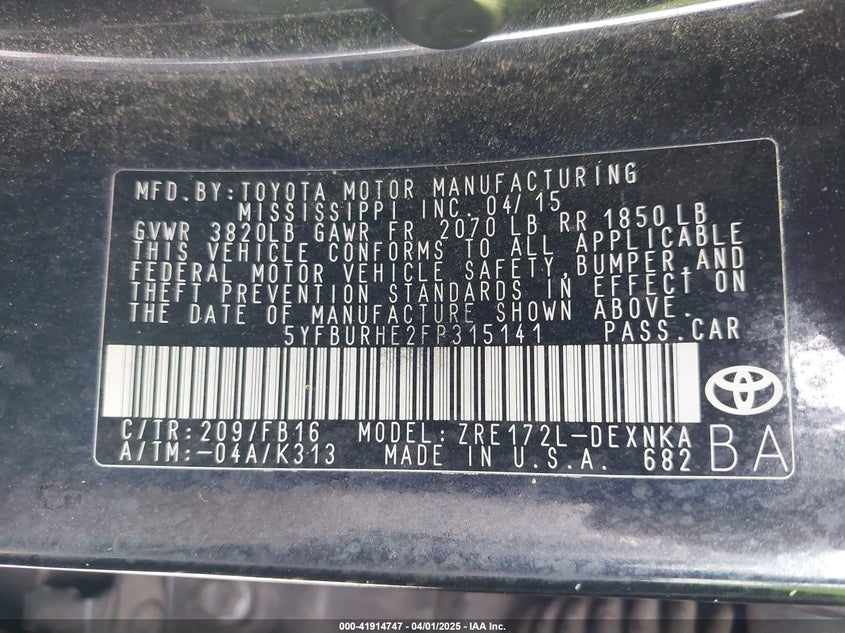 MFD.BY:TOYOTA MOTOR MANUFACTURING
MISSISSIPPI INC. 04/15
GVWR 3820LB GAWR FR 2070 LB RR 1850LB
THIS VEHICLE CONFORMS TO ALL APPLICABLE
FEDERAL MOTOR VEHICLE SAFETY,BUMPER,AND
THEFT PREVENTION STANDARDS IN EFFECT ON
THE DATE OF MANUFACTURE SHOWN ABOVE.
5YFBURHE2FP315141 PASS.CAR
C/TR:209/FB16 MODEL:ZRE172L-DEXNKA
A/TM:-04A/K313 MADE IN U.S.A. 682 BA
000-41914747 - 04/01/2025 - IAA Inc.